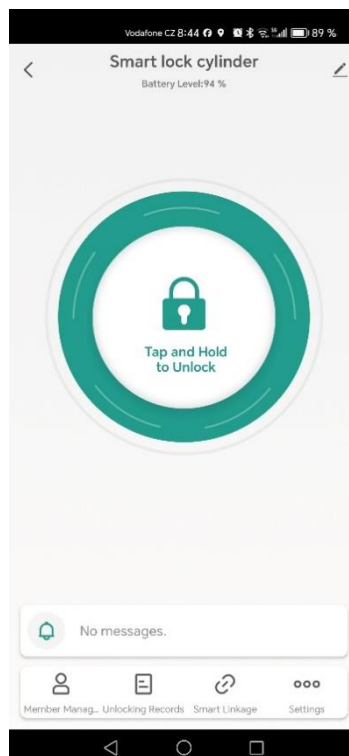 Vodafone CZ 8:44 89 %
Smart lock cylinder
Battery Level:94 %
Tap and Hold
to Unlock
No messages.
Member Manag... Unlocking Records Smart Linkage Settings